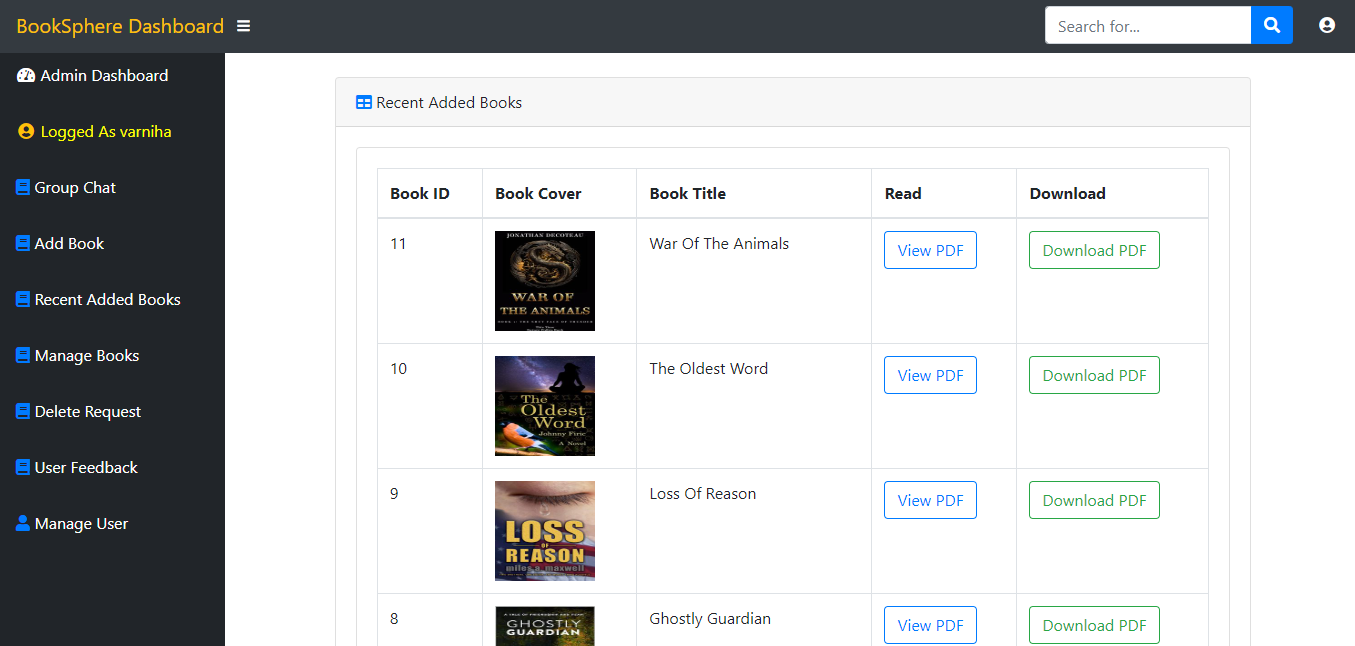 BookSphere Dashboard
Search for...
Admin Dashboard
Logged As varniha
Group Chat
Add Book
Recent Added Books
Manage Books
Delete Request
User Feedback
Manage User
Recent Added Books
Book ID Book Cover Book Title Read Download
11 War Of The Animals View PDF Download PDF
JONATHAN DECOTEAU
WAR OF
THE ANIMALS
10 The Oldest Word View PDF Download PDF
The
Oldest
Word
Johnny Firic
A Novel
9 Loss Of Reason View PDF Download PDF
LOSS
OF
REASON
miles a. maxwell
8 Ghostly Guardian View PDF Download PDF
GHOSTLY
GUARDIAN